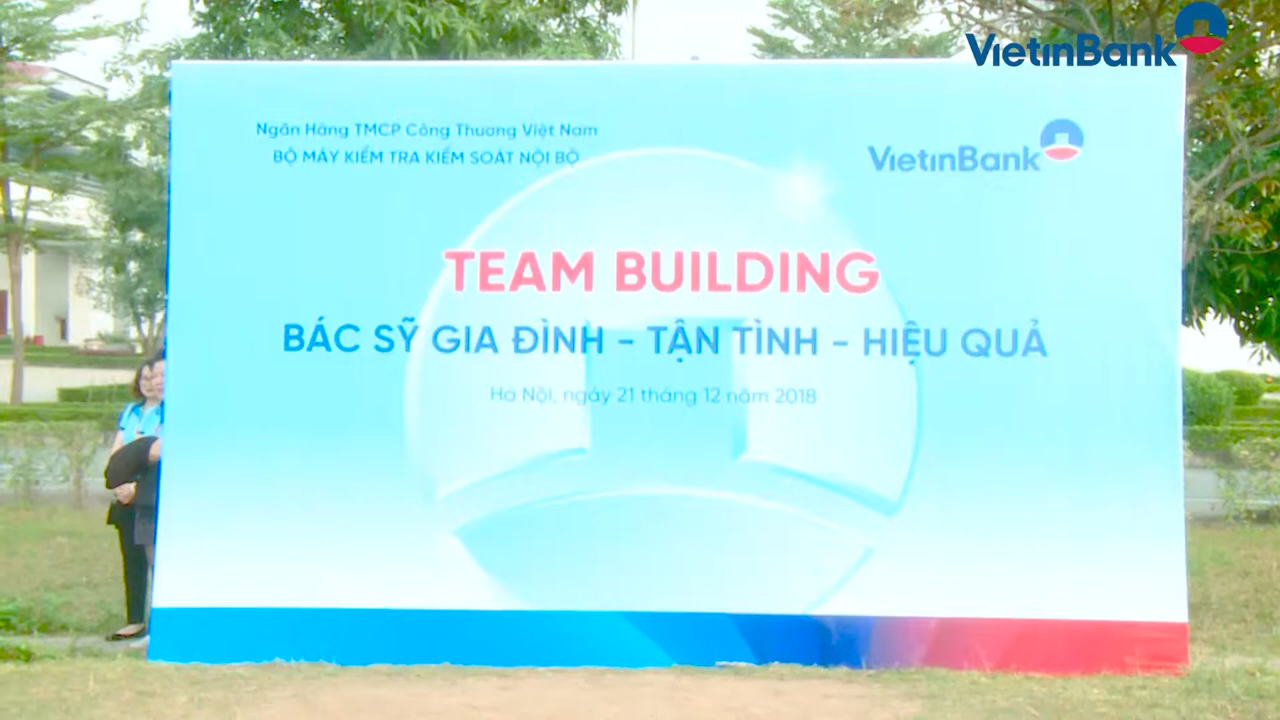 VietinBank
Ngân Hàng TMCP Công Thương Việt Nam
BỘ MÁY KIỂM TRA KIỂM SOÁT NỘI BỘ
VietinBank
TEAM BUILDING
BÁC SỸ GIA ĐÌNH - TẬN TÌNH - HIỆU QUẢ
Hà Nội, ngày 21 tháng 12 năm 2018